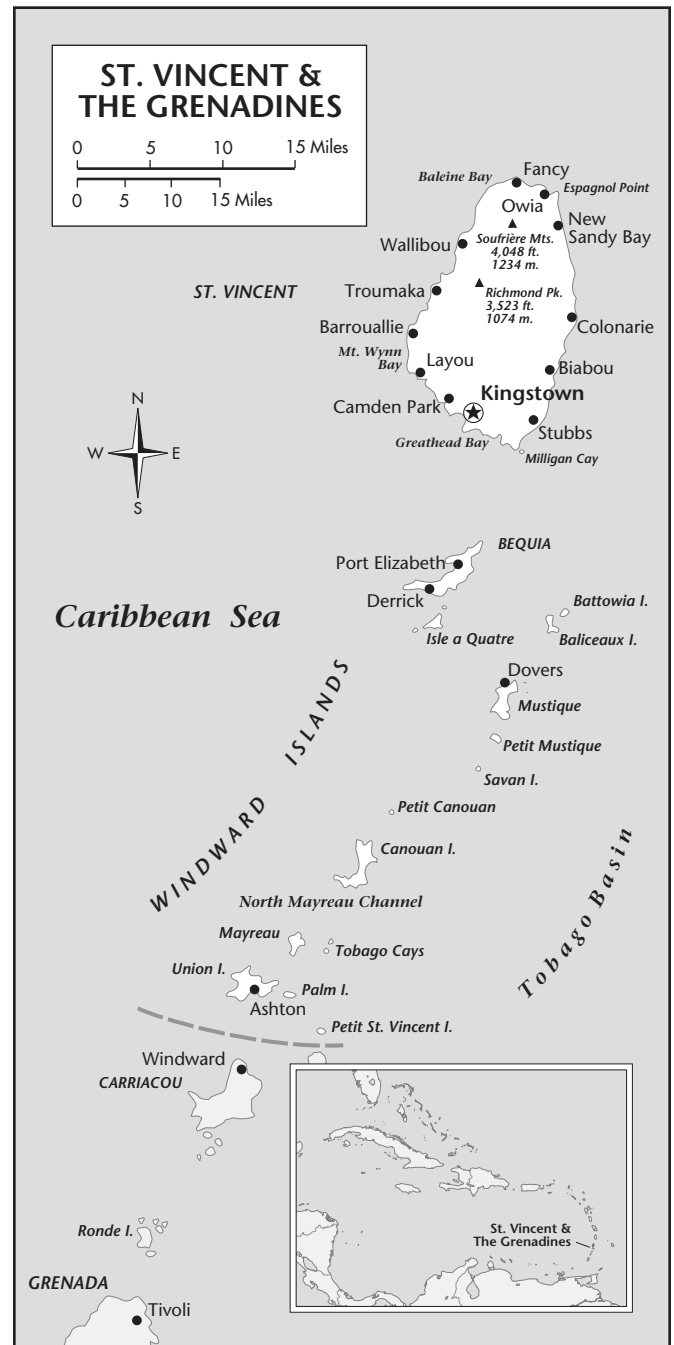 ST. VINCENT &
THE GRENADINES
0 5 10 15 Miles
0 5 10 15 Miles
Baleine Bay
Fancy
Espagnol Point
Owia
New
Sandy Bay
Soufrière Mts.
4,048 ft.
1234 m.
Wallibou
ST. VINCENT
Troumaka
Richmond Pk.
3,523 ft.
1074 m.
Barrouallie
Colonarie
Mt. Wynn
Bay
Layou
Biabou
Kingstown
Camden Park
Stubbs
Greathead Bay
Milligan Cay
N
W E
S
BEQUIA
Port Elizabeth
Derrick
Battowia I.
Caribbean Sea
Isle a Quatre
Baliceaux I.
Dovers
Mustique
WINDWARD ISLANDS
Petit Mustique
Savan I.
Petit Canouan
Canouan I.
Tobago Basin
North Mayreau Channel
Mayreau
Tobago Cays
Union I.
Palm I.
Ashton
Petit St. Vincent I.
Windward
CARRIACOU
Ronde I.
St. Vincent &
The Grenadines
GRENADA
Tivoli